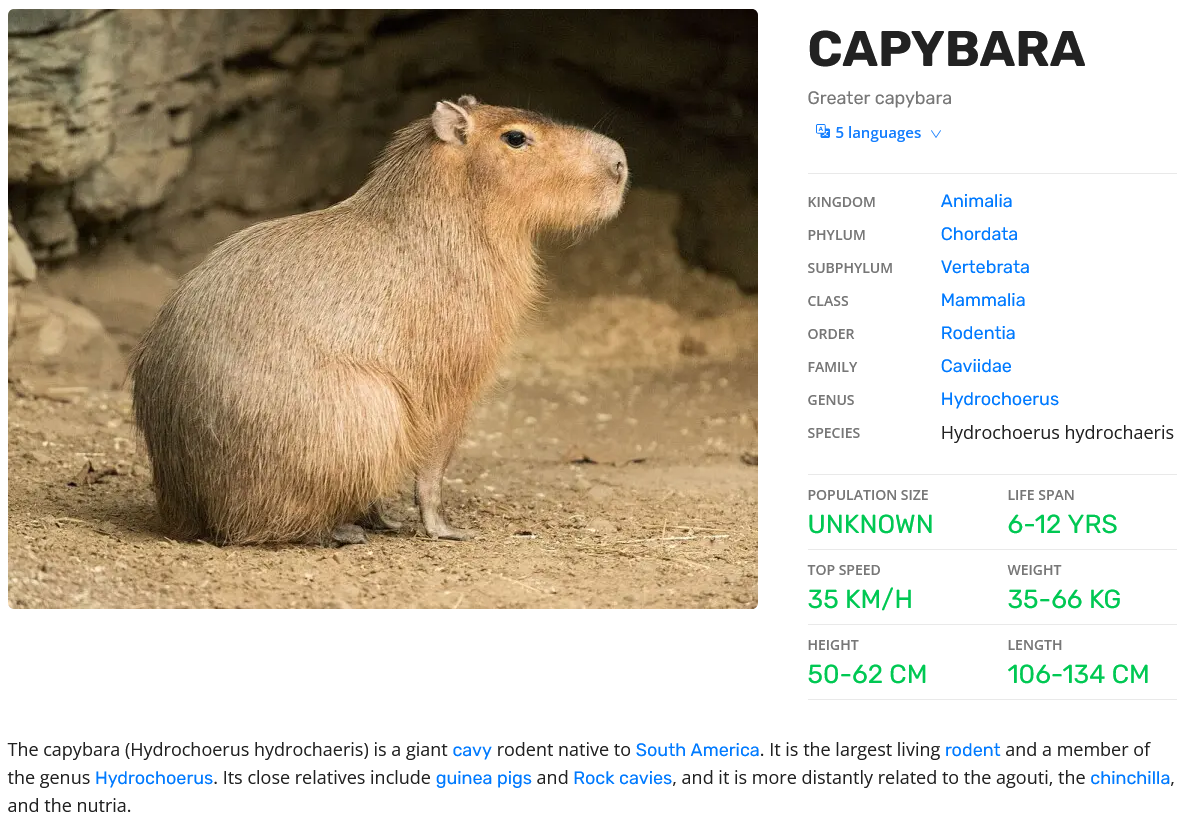 CAPYBARA
Greater capybara
5 languages
KINGDOM Animalia
PHYLUM Chordata
SUBPHYLUM Vertebrata
CLASS Mammalia
ORDER Rodentia
FAMILY Caviidae
GENUS Hydrochoerus
SPECIES Hydrochoerus hydrochaeris
POPULATION SIZE LIFE SPAN
UNKNOWN 6-12 YRS
TOP SPEED WEIGHT
35 KM/H 35-66 KG
HEIGHT LENGTH
50-62 CM 106-134 CM
The capybara (Hydrochoerus hydrochaeris) is a giant cavy rodent native to South America. It is the largest living rodent and a member of
the genus Hydrochoerus. Its close relatives include guinea pigs and Rock cavies, and it is more distantly related to the agouti, the chinchilla,
and the nutria.